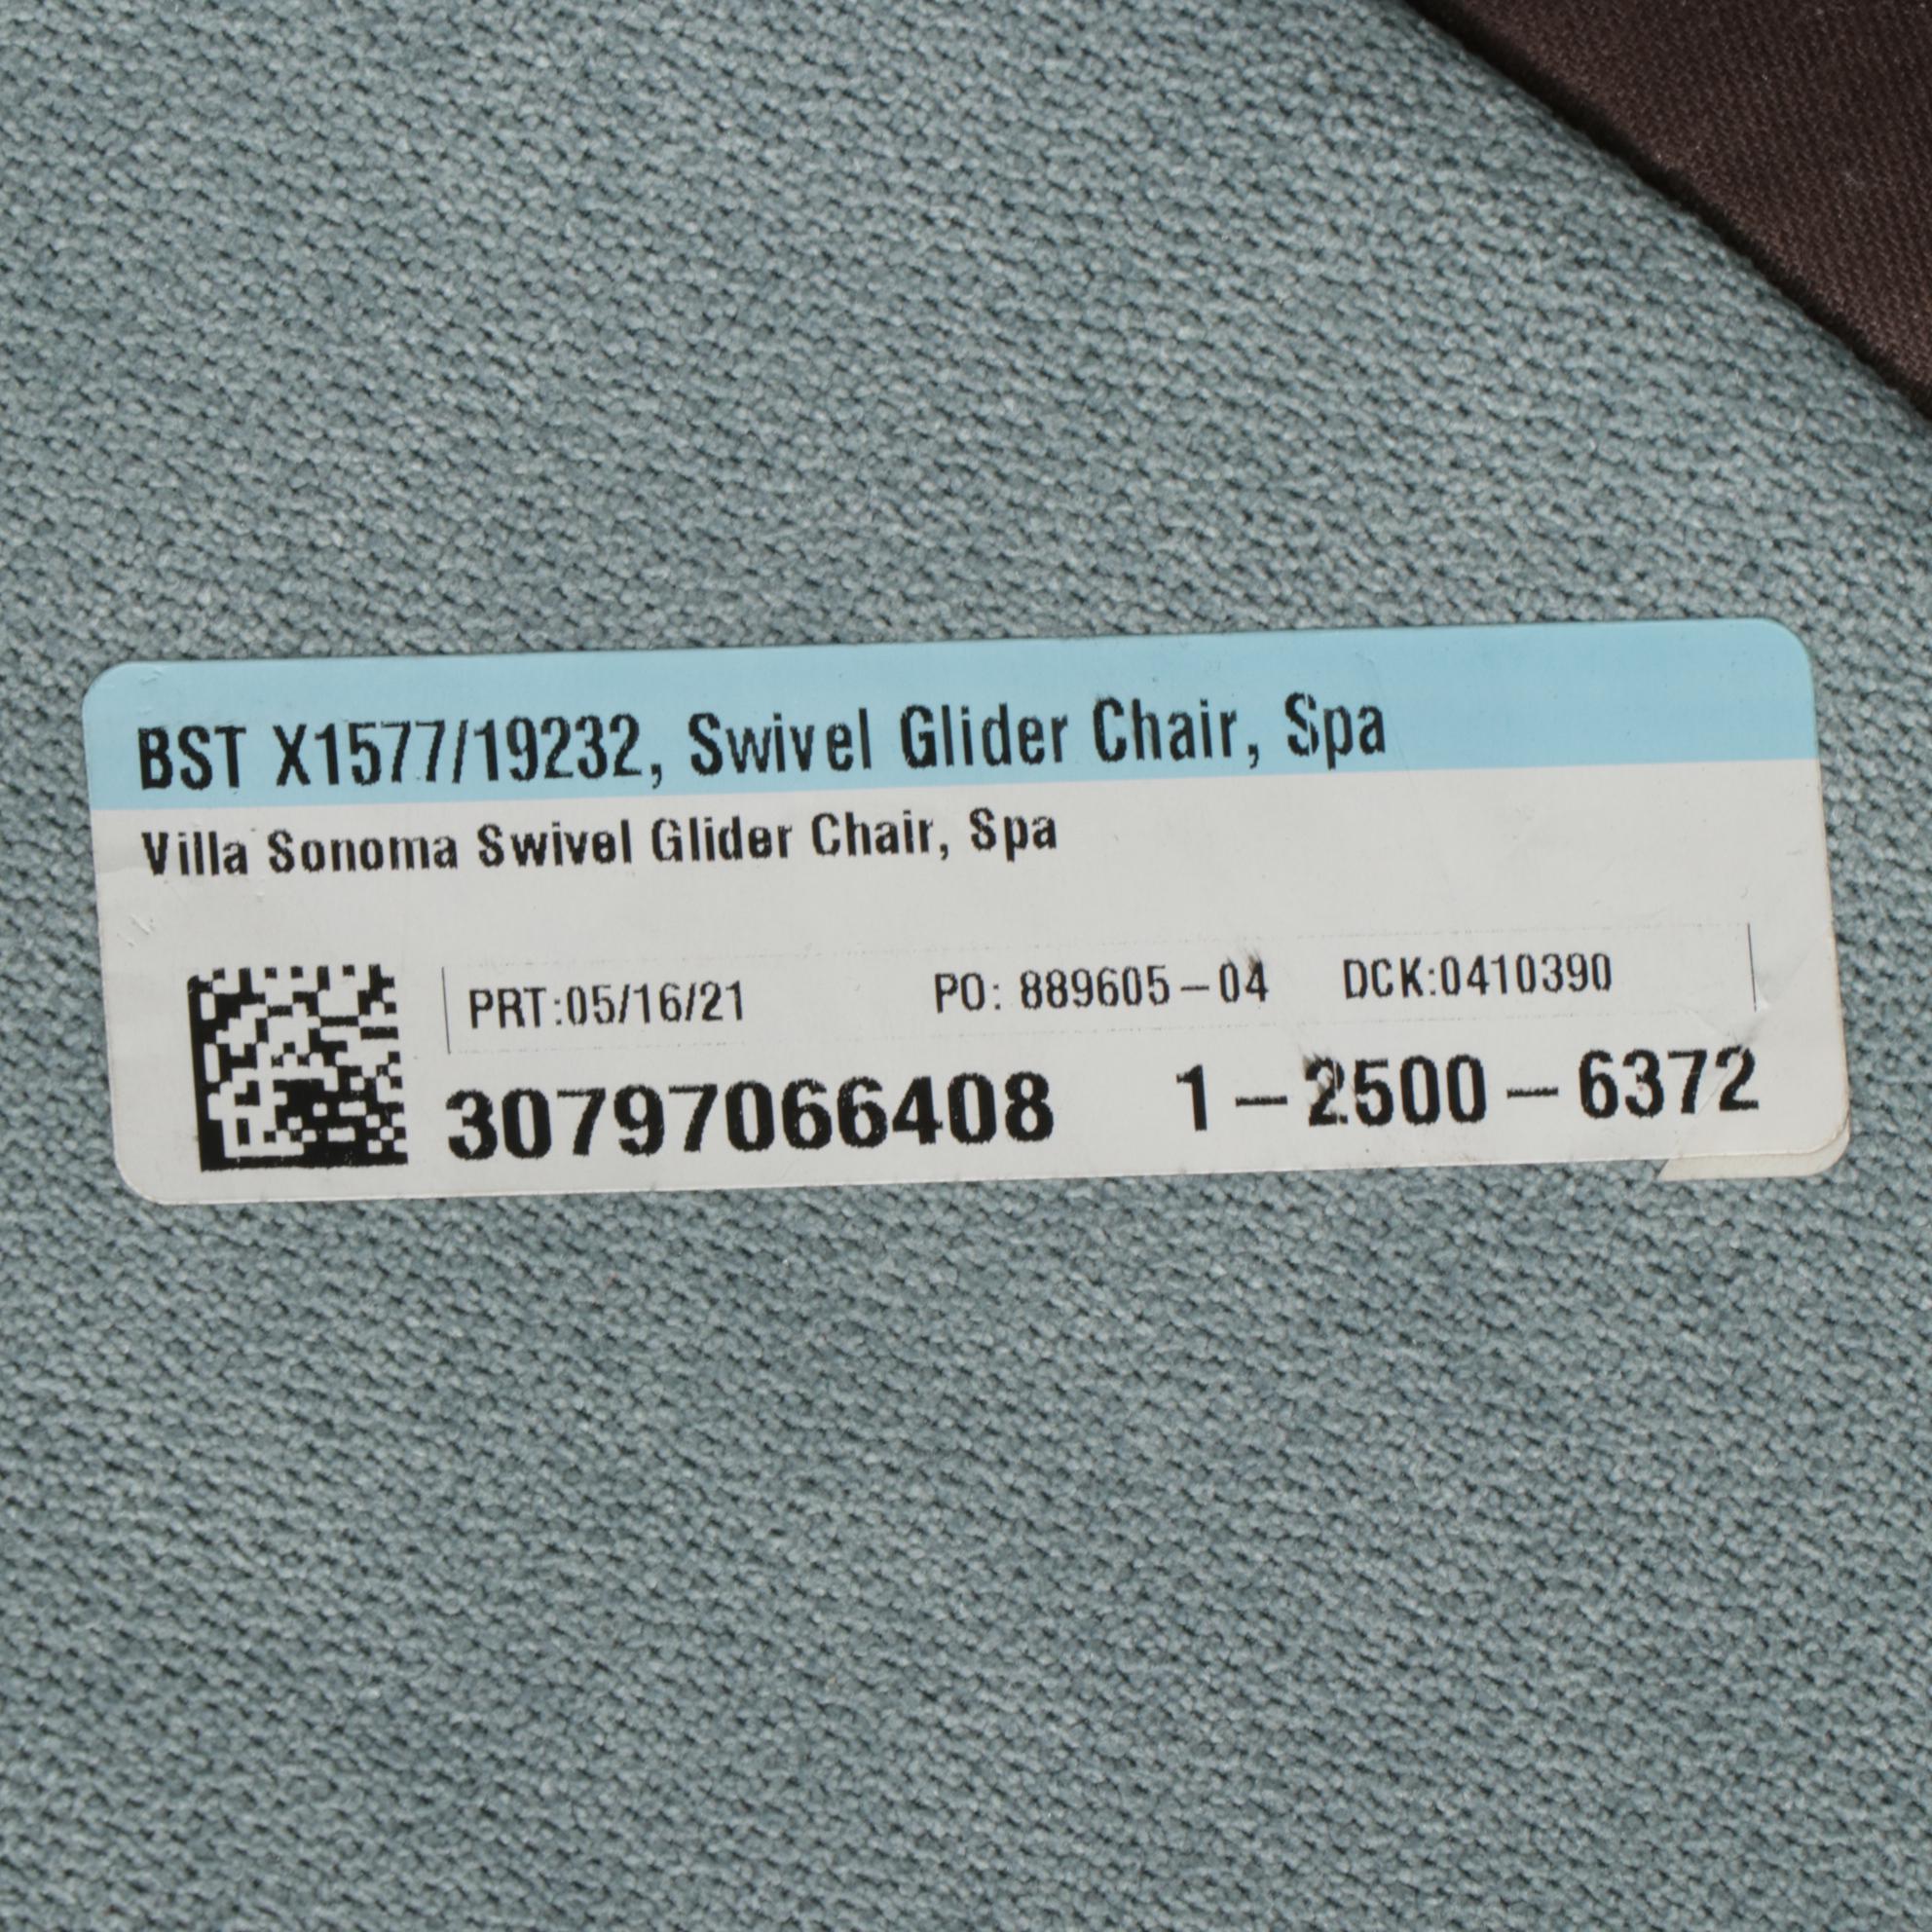 BST X1577/19232, Swivel Glider Chair, Spa
Villa Sonoma Swivel Glider Chair, Spa
PRT:05/16/21 PO: 889605-04 DCK:0410390
30797066408 1-2500-6372